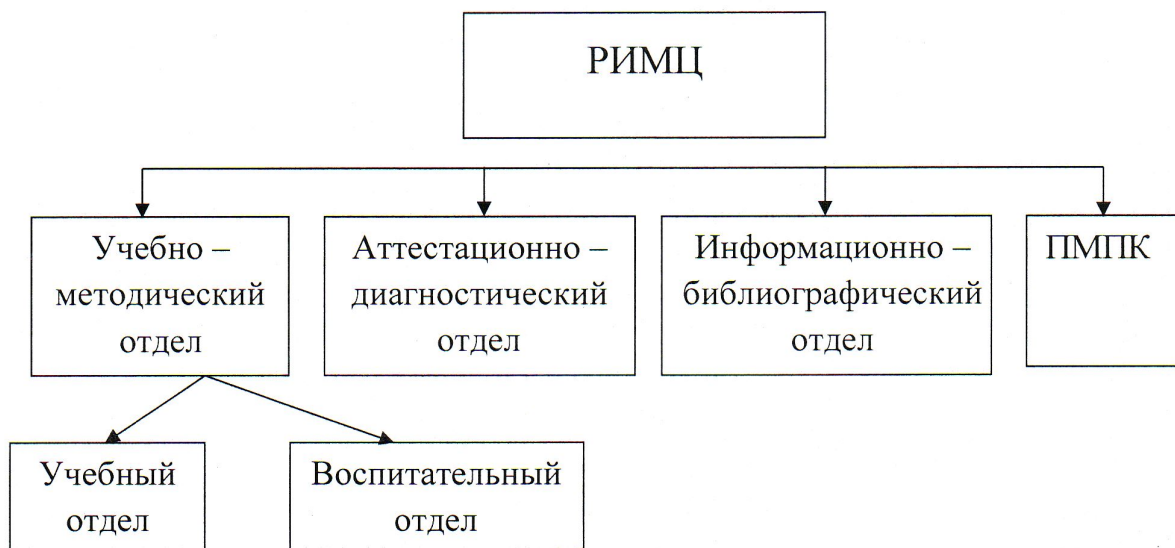 РИМЦ
Учебно –
методический
отдел
Аттестационно –
диагностический
отдел
Информационно –
библиографический
отдел
ПМПК
Учебный
отдел
Воспитательный
отдел